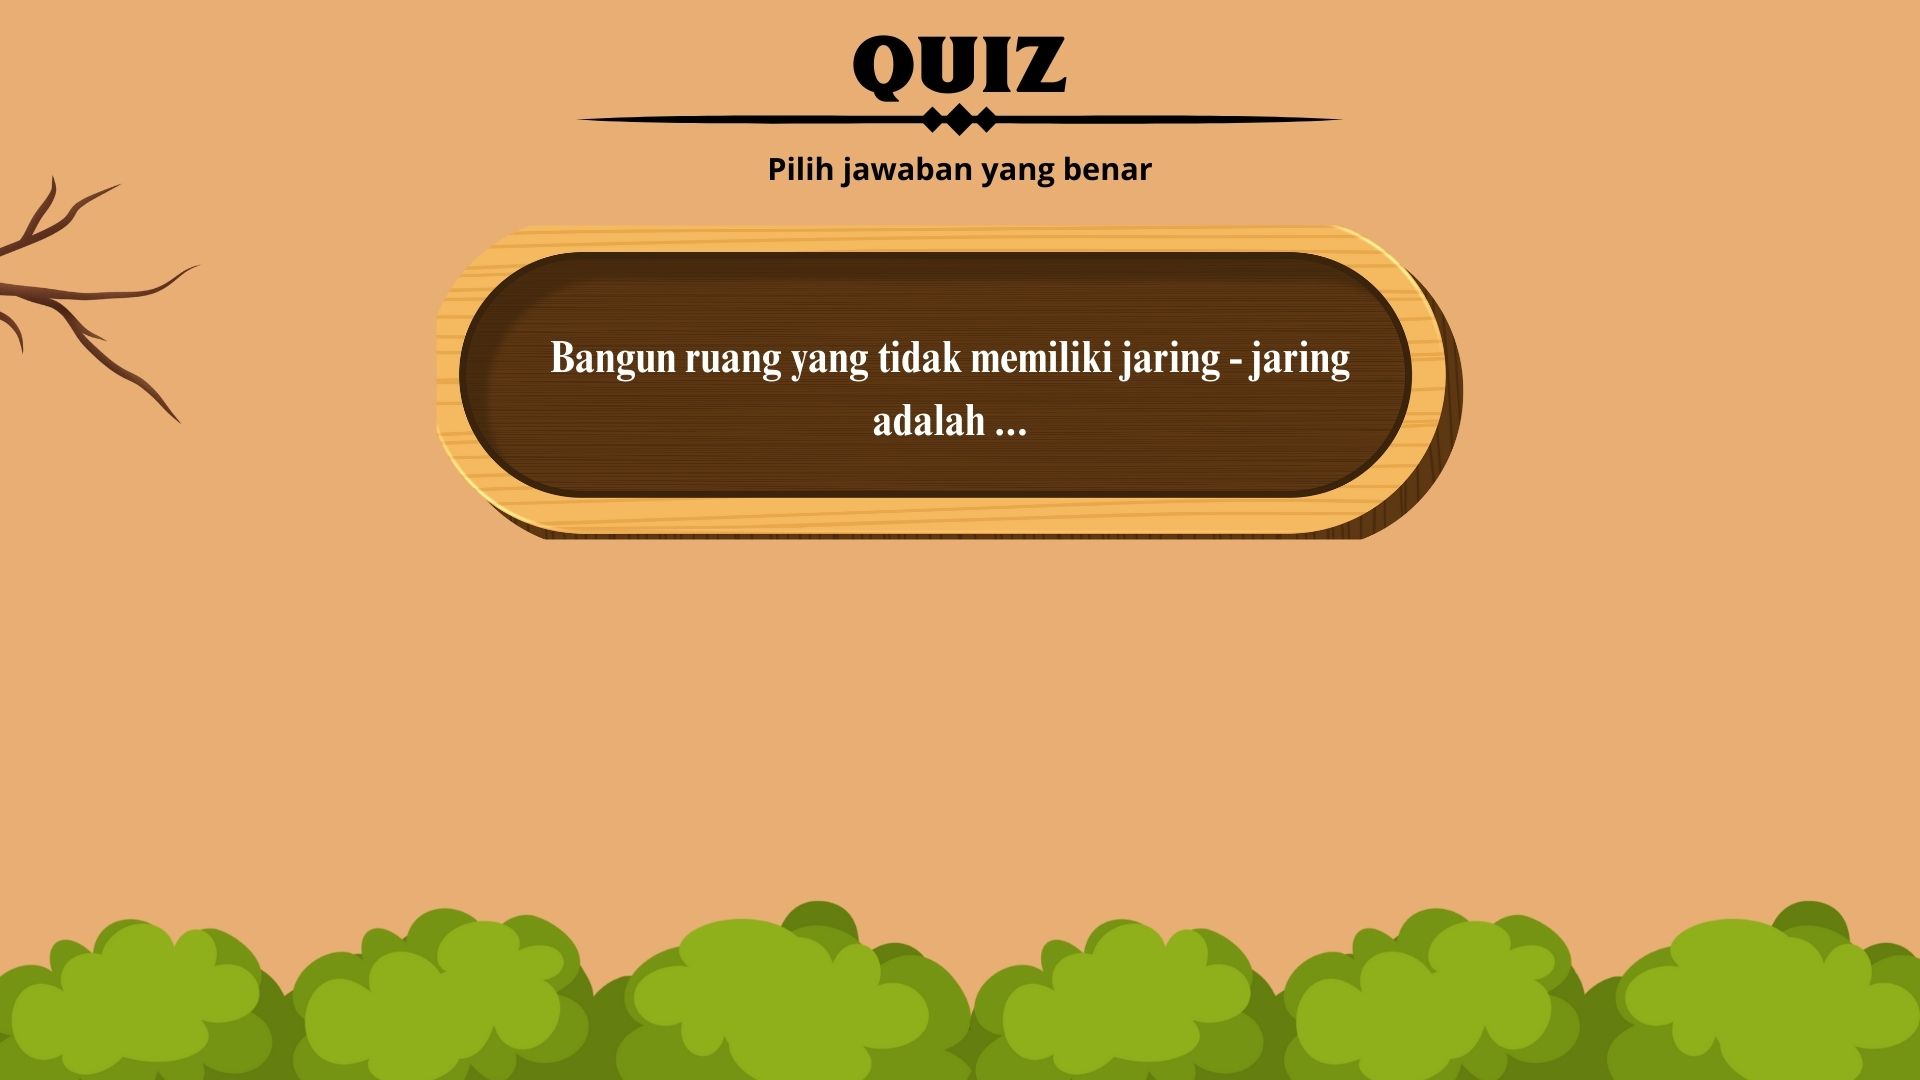 QUIZ
Pilih jawaban yang benar
Bangun ruang yang tidak memiliki jaring - jaring
adalah ...